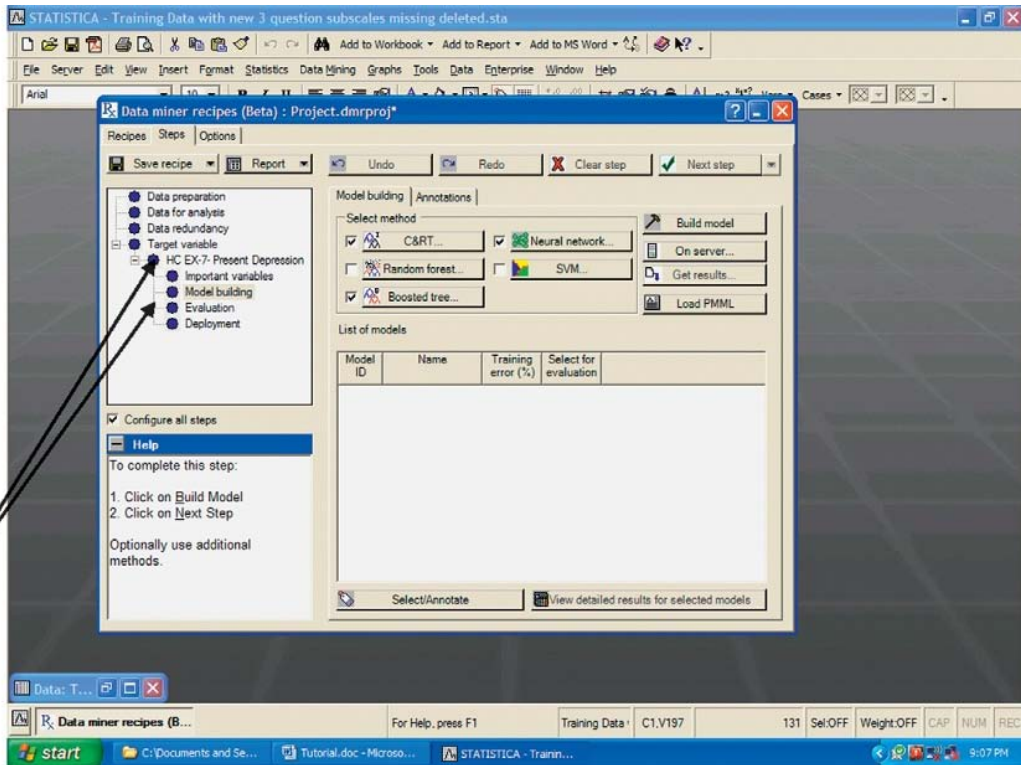 STATISTICA - Training Data with new 3 question subscales missing deleted.sta
Add to Workbook Add to Report Add to MS Word
File Server Edit View Insert Format Statistics Data Mining Graphs Tools Data Enterprise Window Help
Arial 10 Cases
Data miner recipes (Beta) : Project.dmrproj*
Recipes Steps Options
Save recipe Report Undo Redo Clear step Next step
Data preparation
Data for analysis
Data redundancy
Target variable
HC EX-7- Present Depression
Important variables
Model building
Evaluation
Deployment
Configure all steps
Help
To complete this step:
1. Click on Build Model
2. Click on Next Step
Optionally use additional
methods.
Model building Annotations
Select method
C&RT... Neural network...
Random forest... SVM...
Boosted tree...
Build model
On server...
Get results...
Load PMML
List of models
Model ID Name Training error (%) Select for evaluation
Select/Annotate View detailed results for selected models
Data: T...
Data miner recipes (B... For Help, press F1 Training Data C1,V197 131 Sel:OFF Weight:OFF CAP NUM REC
start C:\Documents and Se... Tutorial.doc - Microso... STATISTICA - Trainin... 9:07 PM